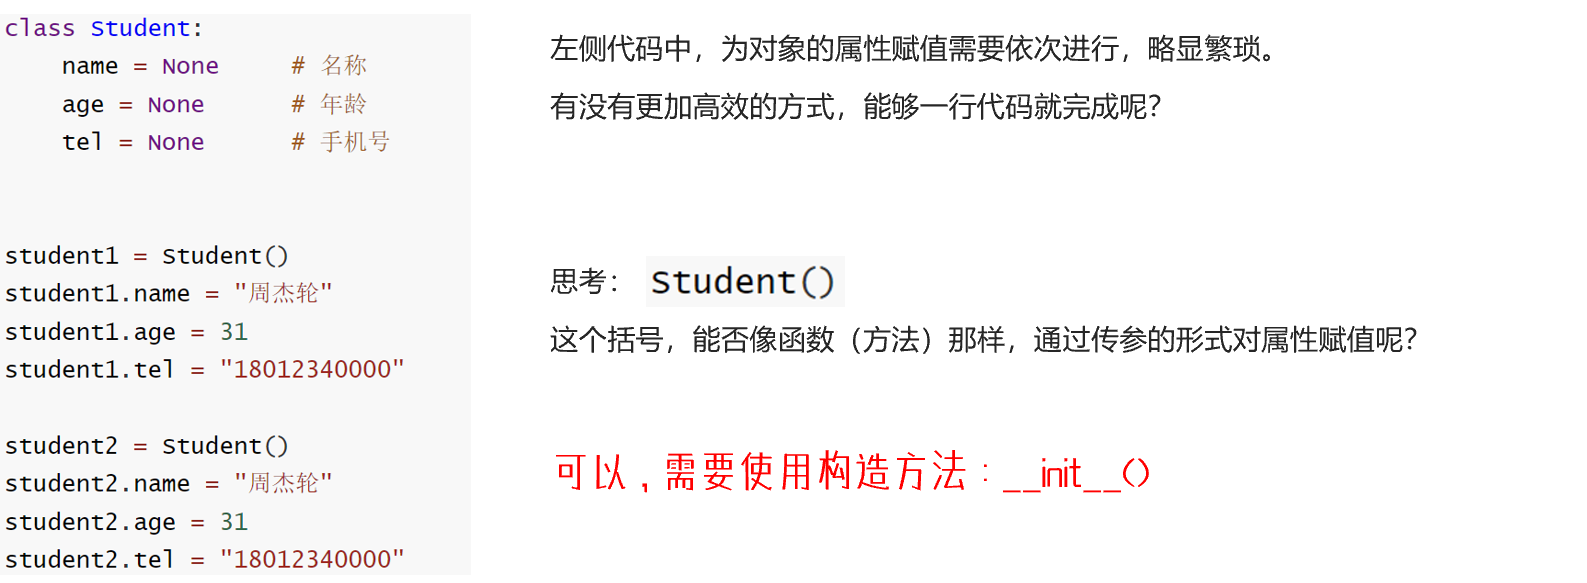 class Student:
name = None # 名称
age = None # 年龄
tel = None # 手机号
student1 = Student()
student1.name = "周杰轮"
student1.age = 31
student1.tel = "18012340000"
student2 = Student()
student2.name = "周杰轮"
student2.age = 31
student2.tel = "18012340000"
左侧代码中，为对象的属性赋值需要依次进行，略显繁琐。
有没有更加高效的方式，能够一行代码就完成呢？
思考： Student()
这个括号，能否像函数（方法）那样，通过传参的形式对属性赋值呢？
可以，需要使用构造方法：__init__()